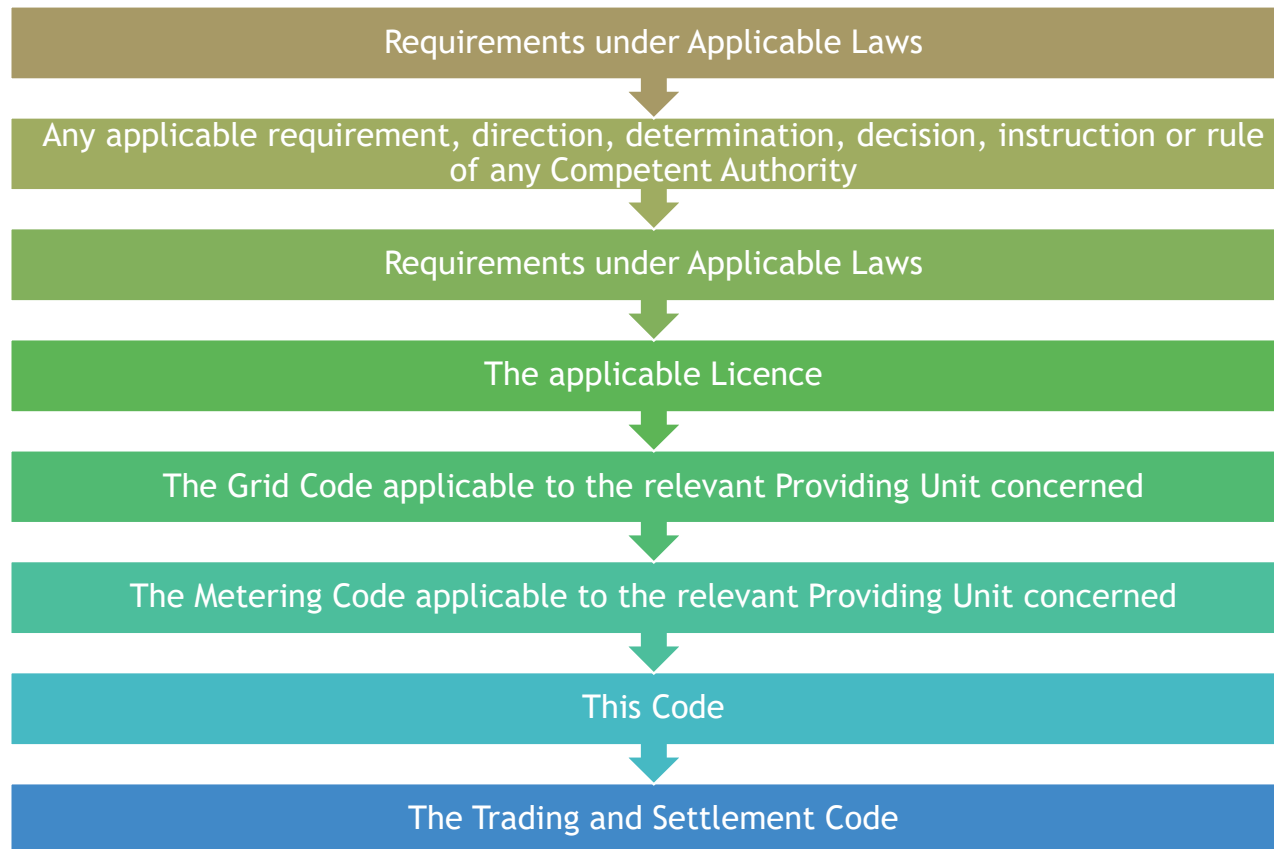 Requirements under Applicable Laws
Any applicable requirement, direction, determination, decision, instruction or rule
of any Competent Authority
Requirements under Applicable Laws
The applicable Licence
The Grid Code applicable to the relevant Providing Unit concerned
The Metering Code applicable to the relevant Providing Unit concerned
This Code
The Trading and Settlement Code